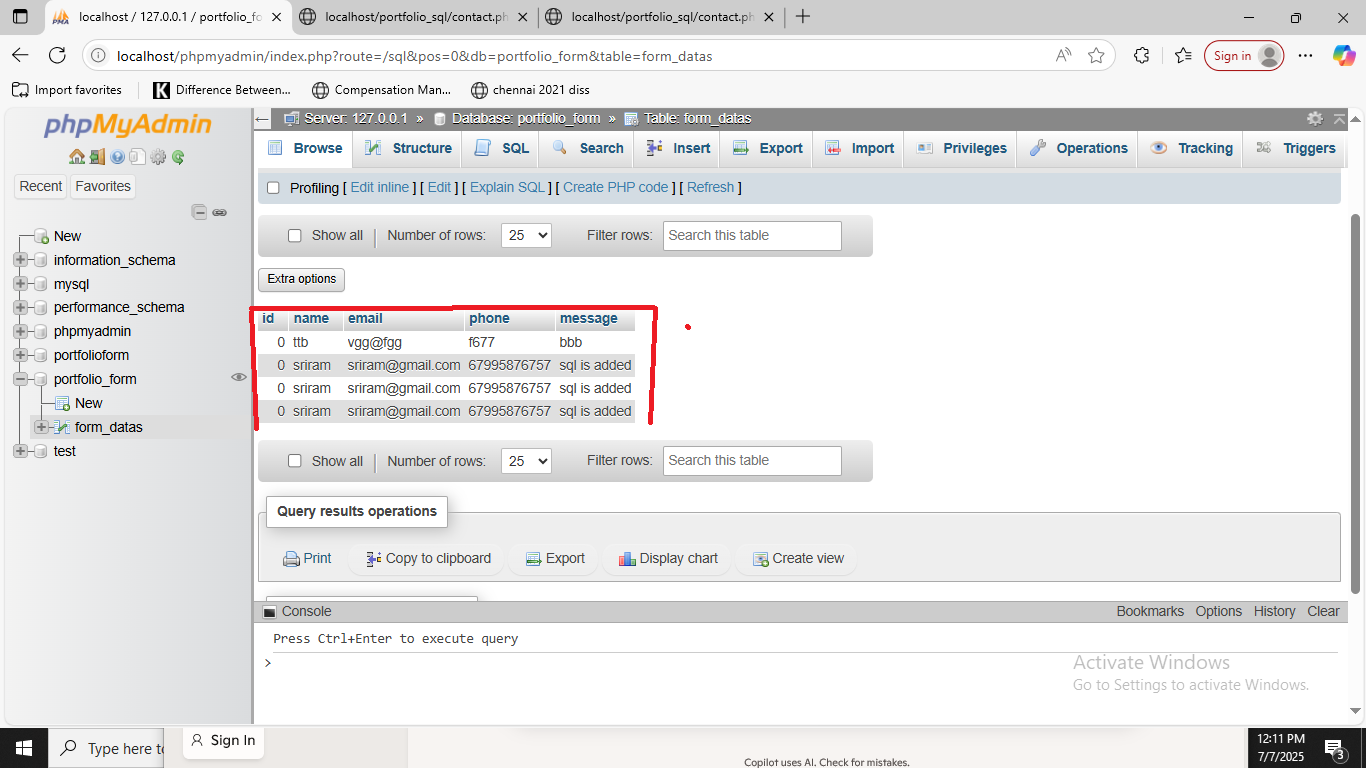 localhost / 127.0.0.1 / portfolio_fo
localhost/portfolio_sql/contact.ph
localhost/portfolio_sql/contact.ph
localhost/phpmyadmin/index.php?route=/sql&pos=0&db=portfolio_form&table=form_datas
Sign in
Import favorites
Difference Between...
Compensation Man...
chennai 2021 diss
phpMyAdmin
Recent
Favorites
New
information_schema
mysql
performance_schema
phpmyadmin
portfolioform
portfolio_form
New
form_datas
test
Server: 127.0.0.1 » Database: portfolio_form » Table: form_datas
Browse Structure SQL Search Insert Export Import Privileges Operations Tracking Triggers
Profiling [ Edit inline ] [ Edit ] [ Explain SQL ] [ Create PHP code ] [ Refresh ]
Show all | Number of rows: 25 Filter rows: Search this table
Extra options
id name email phone message
0 ttb vgg@fgg f677 bbb
0 sriram sriram@gmail.com 67995876757 sql is added
0 sriram sriram@gmail.com 67995876757 sql is added
0 sriram sriram@gmail.com 67995876757 sql is added
Show all | Number of rows: 25 Filter rows: Search this table
Query results operations
Print Copy to clipboard Export Display chart Create view
Console Bookmarks Options History Clear
Press Ctrl+Enter to execute query
>
Activate Windows
Go to Settings to activate Windows.
Type here to
Sign In
Copilot uses AI. Check for mistakes.
12:11 PM
7/7/2025
3